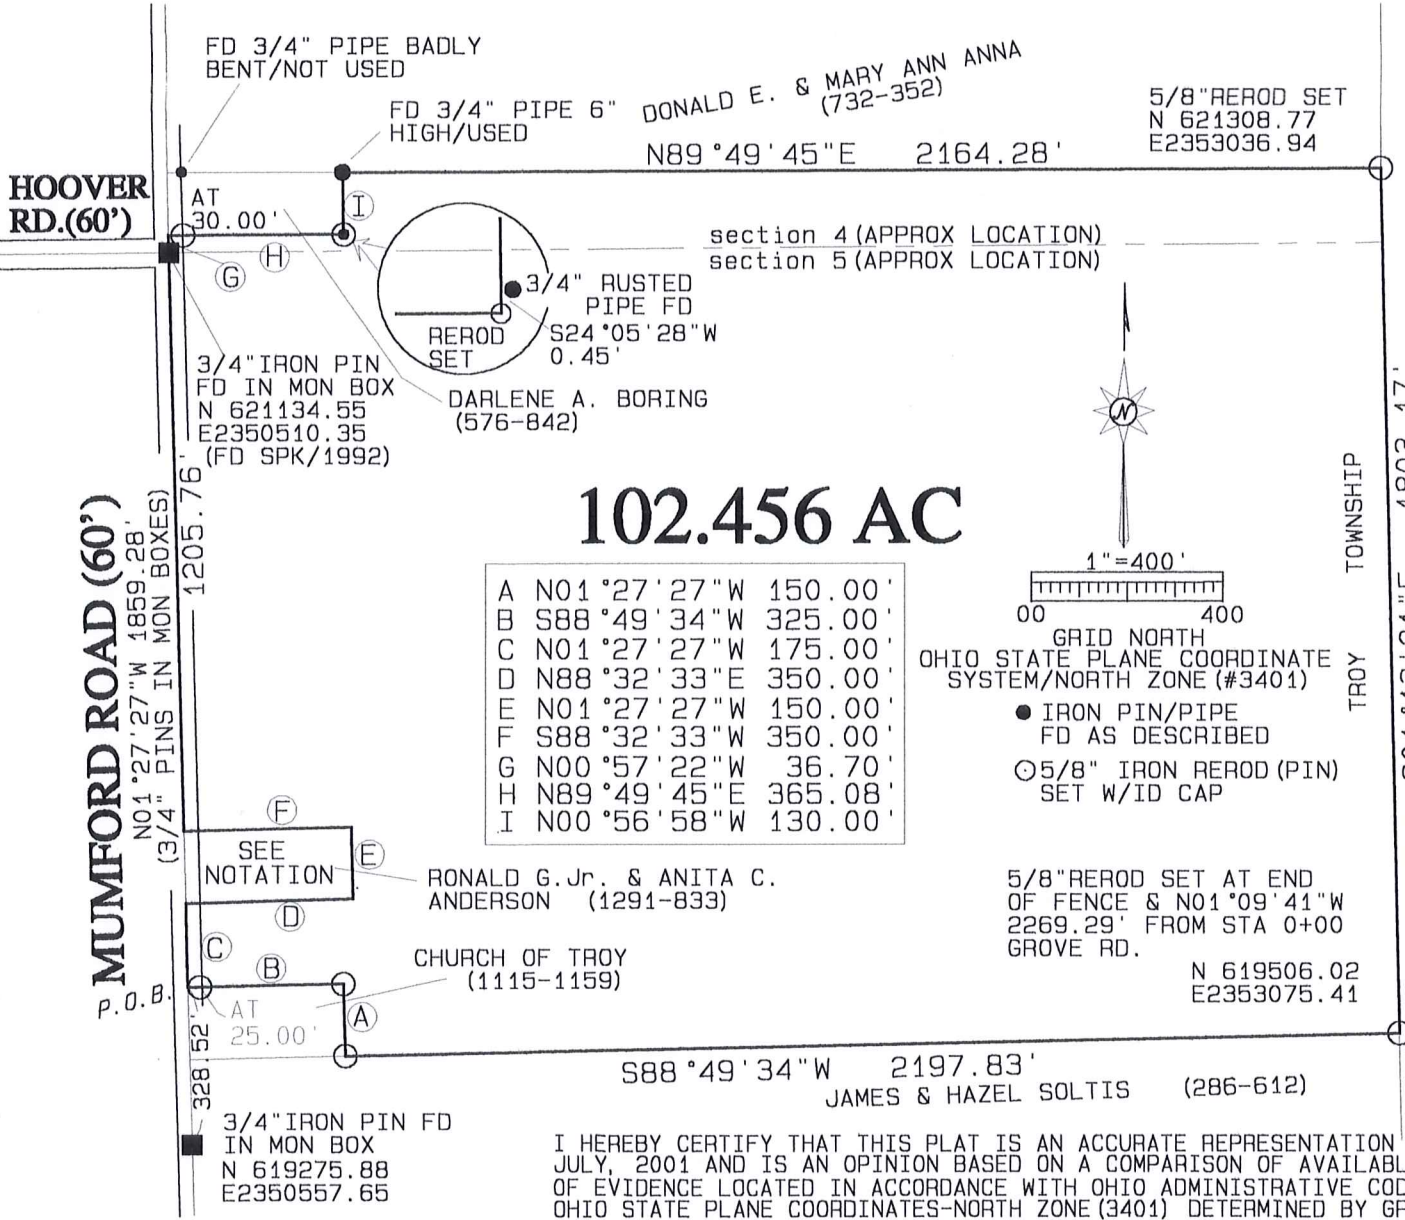 FD 3/4" PIPE BADLY
BENT/NOT USED
FD 3/4" PIPE 6"
HIGH/USED
DONALD E. & MARY ANN ANNA
(732-352)
5/8"REROD SET
N 621308.77
E2353036.94
N89°49'45"E 2164.28'
HOOVER
RD.(60')
AT
30.00'
I
H
G
section 4(APPROX LOCATION)
section 5(APPROX LOCATION)
3/4" RUSTED
PIPE FD
S24°05'28"W
0.45'
REROD
SET
3/4"IRON PIN
FD IN MON BOX
N 621134.55
E2350510.35
(FD SPK/1992)
DARLENE A. BORING
(576-842)
N
102.456 AC
1205.76'
MUMFORD ROAD (60')
N01°27'27"W 1859.28'
(3/4" PINS IN MON BOXES)
A N01°27'27"W 150.00'
B S88°49'34"W 325.00'
C N01°27'27"W 175.00'
D N88°32'33"E 350.00'
E N01°27'27"W 150.00'
F S88°32'33"W 350.00'
G N00°57'22"W 36.70'
H N89°49'45"E 365.08'
I N00°56'58"W 130.00'
1"=400'
00 400
GRID NORTH
OHIO STATE PLANE COORDINATE
SYSTEM/NORTH ZONE(#3401)
IRON PIN/PIPE
FD AS DESCRIBED
5/8" IRON REROD(PIN)
SET W/ID CAP
TROY TOWNSHIP
F
SEE
NOTATION
E
D
RONALD G.Jr. & ANITA C.
ANDERSON (1291-833)
C
B
CHURCH OF TROY
(1115-1159)
P.O.B.
AT
25.00'
A
328.52'
5/8"REROD SET AT END
OF FENCE & N01°09'41"W
2269.29' FROM STA 0+00
GROVE RD.
N 619506.02
E2353075.41
S88°49'34"W 2197.83'
JAMES & HAZEL SOLTIS (286-612)
3/4"IRON PIN FD
IN MON BOX
N 619275.88
E2350557.65
I HEREBY CERTIFY THAT THIS PLAT IS AN ACCURATE REPRESENTATION
JULY, 2001 AND IS AN OPINION BASED ON A COMPARISON OF AVAILABL
OF EVIDENCE LOCATED IN ACCORDANCE WITH OHIO ADMINISTRATIVE COD
OHIO STATE PLANE COORDINATES-NORTH ZONE(3401) DETERMINED BY GP